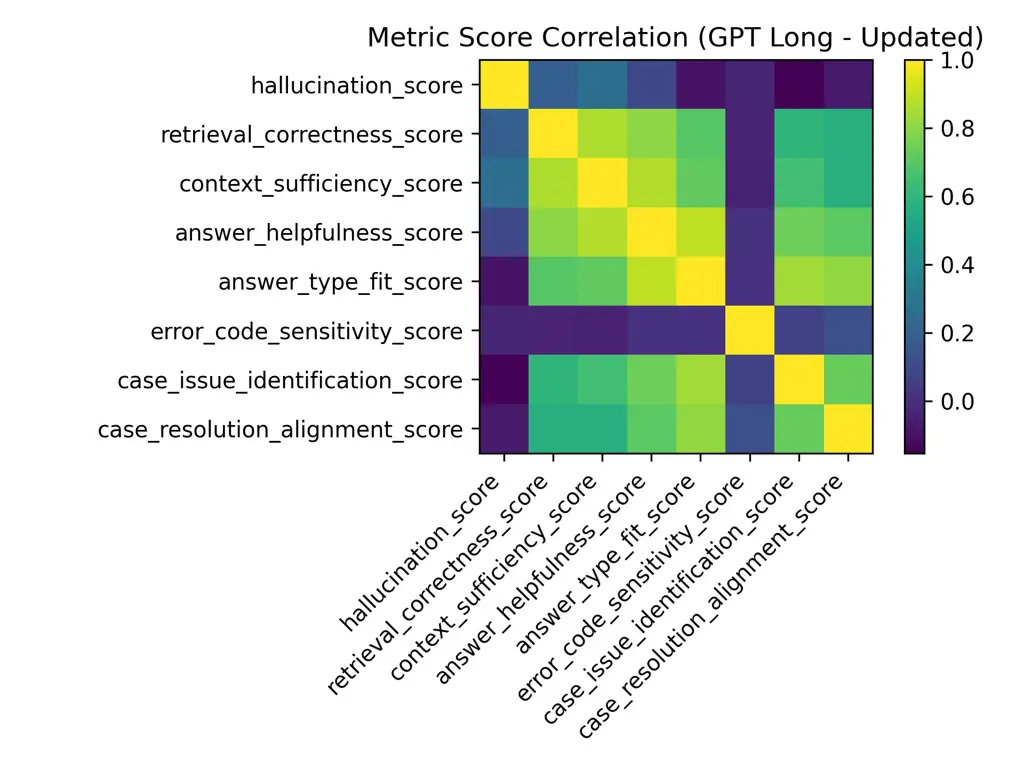 Metric Score Correlation (GPT Long - Updated)
hallucination_score
retrieval_correctness_score
context_sufficiency_score
answer_helpfulness_score
answer_type_fit_score
error_code_sensitivity_score
case_issue_identification_score
case_resolution_alignment_score
hallucination_score
retrieval_correctness_score
context_sufficiency_score
answer_helpfulness_score
answer_type_fit_score
error_code_sensitivity_score
case_issue_identification_score
case_resolution_alignment_score
1.0
0.8
0.6
0.4
0.2
0.0